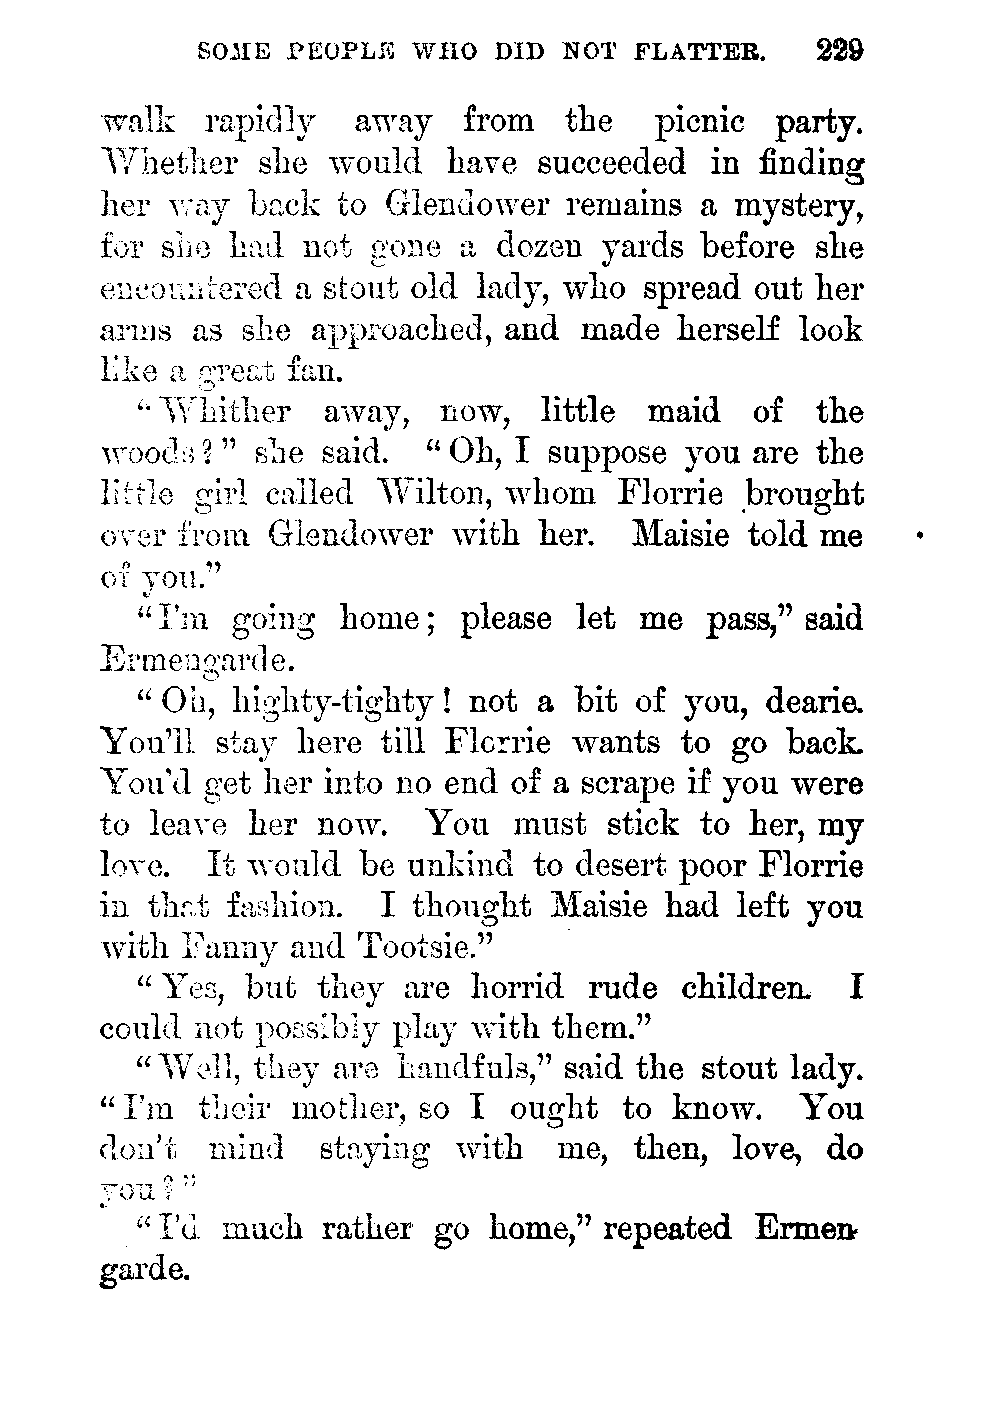 SOME PEOPLE WHO DID NOT FLATTER. 229
walk rapidly away from the picnic party.
Whether she would have succeeded in finding
her way back to Glendower remains a mystery,
for she had not gone a dozen yards before she
encountered a stout old lady, who spread out her
arms as she approached, and made herself look
like a great fan.
“Whither away, now, little maid of the
woods?” she said. “Oh, I suppose you are the
little girl called Wilton, whom Florrie brought
over from Glendower with her. Maisie told me
of you.”
“I’m going home; please let me pass,” said
Ermengarde.
“Oh, highty-tighty! not a bit of you, dearie.
You’ll stay here till Florrie wants to go back.
You’d get her into no end of a scrape if you were
to leave her now. You must stick to her, my
love. It would be unkind to desert poor Florrie
in that fashion. I thought Maisie had left you
with Fanny and Tootsie.”
“Yes, but they are horrid rude children. I
could not possibly play with them.”
“Well, they are handfuls,” said the stout lady.
“I’m their mother, so I ought to know. You
don’t mind staying with me, then, love, do
you?”
“I’d much rather go home,” repeated Ermen-
garde.